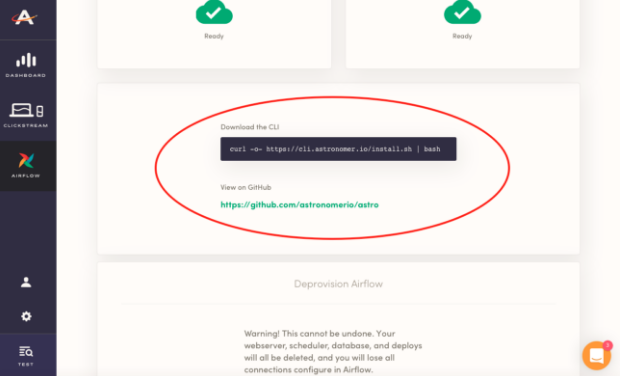 Ready
Ready
DASHBOARD
CLICKSTREAM
AIRFLOW
Download the CLI
curl -o- https://cli.astronomer.io/install.sh | bash
View on GitHub
https://github.com/astronomerio/astro
Deprovision Airflow
Warning! This cannot be undone. Your
webserver, scheduler, database, and deploys
will all be deleted, and you will lose all
connections configure in Airflow.
TEST
3